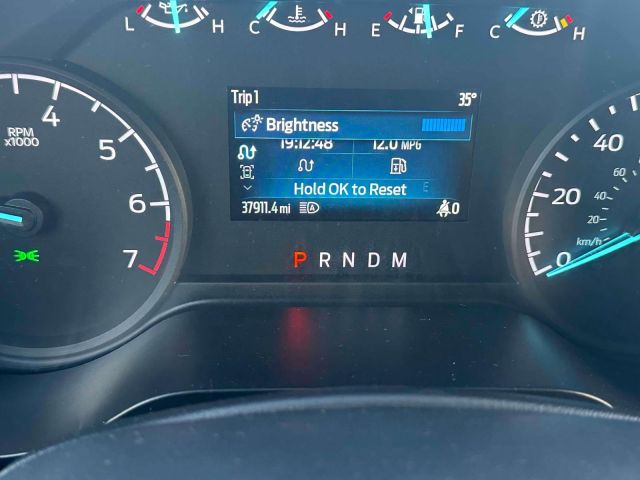 L H C H E F C H
Trip 1 35°
Brightness
19:12:48 12.0 MPG
Hold OK to Reset E
37911.4 mi A 0
RPM
x1000
4
5
6
7
P R N D M
40
20
0
60
40
20
km/h